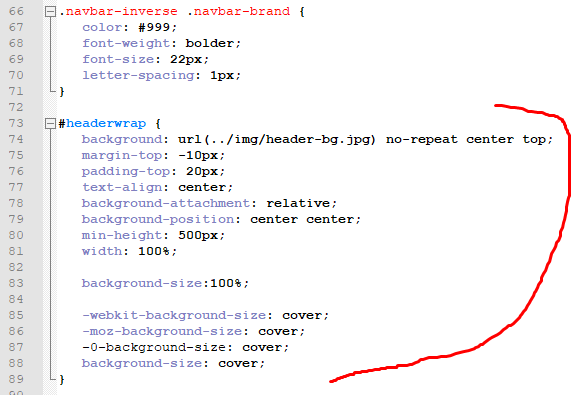 66 .navbar-inverse .navbar-brand {
67 color: #999;
68 font-weight: bolder;
69 font-size: 22px;
70 letter-spacing: 1px;
71 }
72
73 #headerwrap {
74 background: url(../img/header-bg.jpg) no-repeat center top;
75 margin-top: -10px;
76 padding-top: 20px;
77 text-align: center;
78 background-attachment: relative;
79 background-position: center center;
80 min-height: 500px;
81 width: 100%;
82
83 background-size:100%;
84
85 -webkit-background-size: cover;
86 -moz-background-size: cover;
87 -0-background-size: cover;
88 background-size: cover;
89 }
90